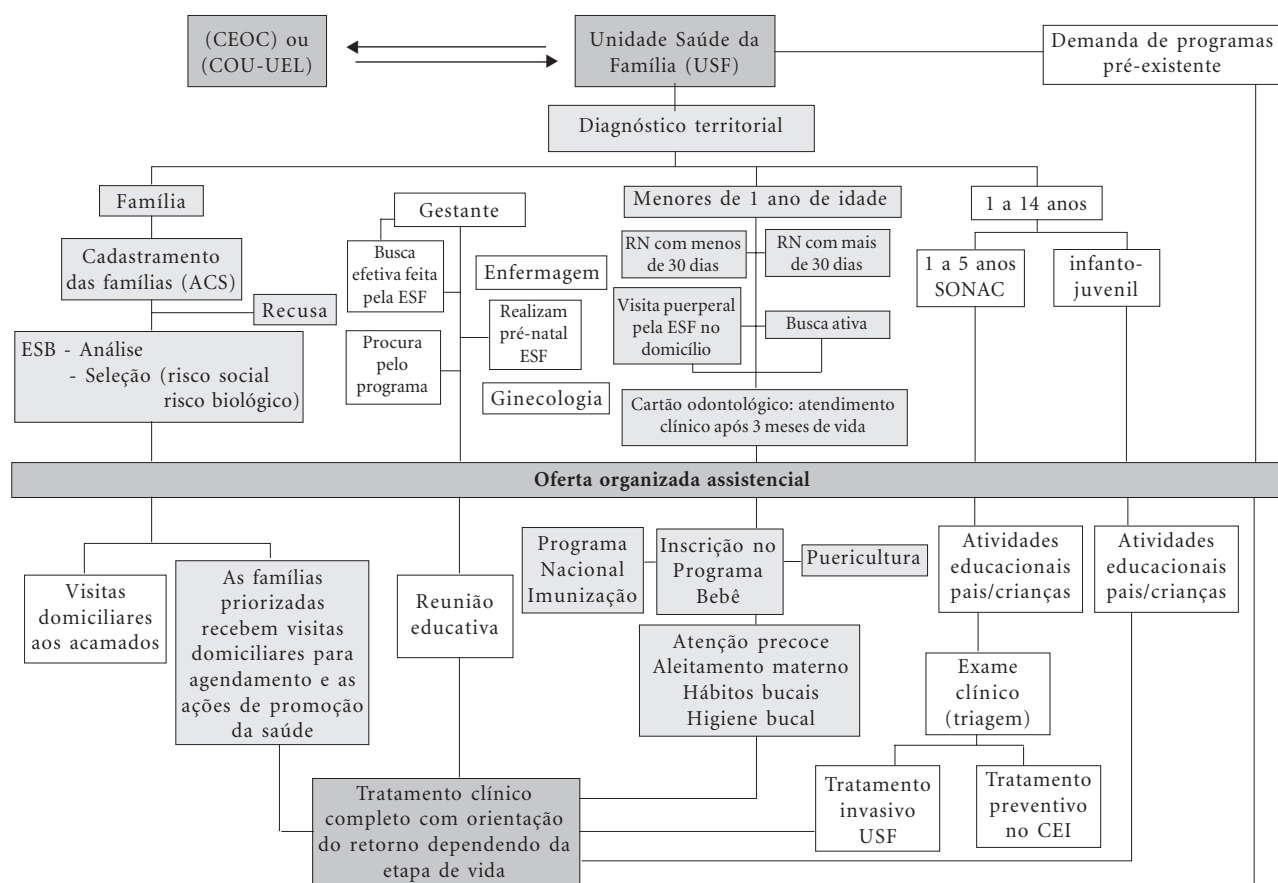 (CEOC) ou
(COU-UEL)
Unidade Saúde da
Família (USF)
Demanda de programas
pré-existente
Diagnóstico territorial
Família
Cadastramento
das famílias (ACS)
Recusa
ESB - Análise
- Seleção (risco social
risco biológico)
Gestante
Busca
efetiva feita
pela ESF
Procura
pelo
programa
Enfermagem
Realizam
pré-natal
ESF
Ginecologia
Menores de 1 ano de idade
RN com menos
de 30 dias
RN com mais
de 30 dias
Visita puerperal
pela ESF no
domicílio
Busca ativa
Cartão odontológico: atendimento
clínico após 3 meses de vida
1 a 14 anos
1 a 5 anos
SONAC
infanto-
juvenil
Oferta organizada assistencial
Visitas
domiciliares
aos acamados
As famílias
priorizadas
recebem visitas
domiciliares para
agendamento e as
ações de promoção
da saúde
Reunião
educativa
Programa
Nacional
Imunização
Inscrição no
Programa
Bebê
Puericultura
Atenção precoce
Aleitamento materno
Hábitos bucais
Higiene bucal
Atividades
educacionais
pais/crianças
Atividades
educacionais
pais/crianças
Exame
clínico
(triagem)
Tratamento
invasivo
USF
Tratamento
preventivo
no CEI
Tratamento clínico
completo com orientação
do retorno dependendo da
etapa de vida